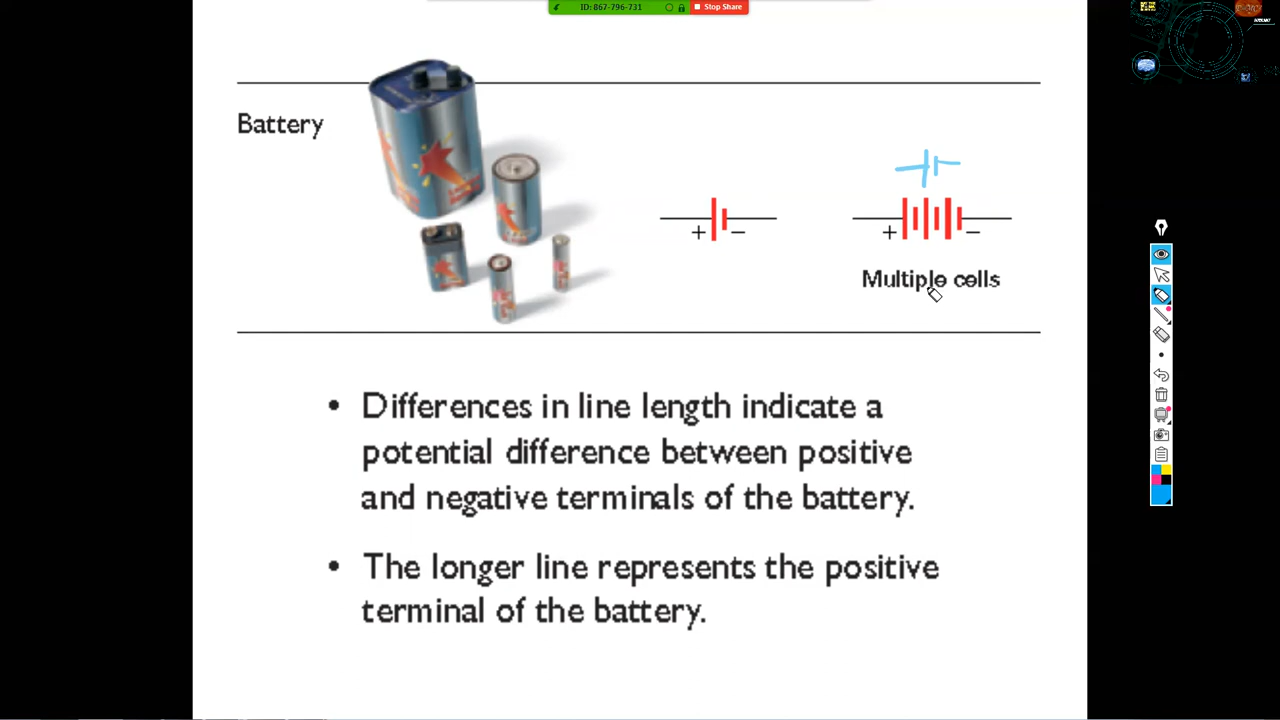 ID: 867-796-731 Stop Share
Battery
+ − + −
Multiple cells
• Differences in line length indicate a
potential difference between positive
and negative terminals of the battery.
• The longer line represents the positive
terminal of the battery.